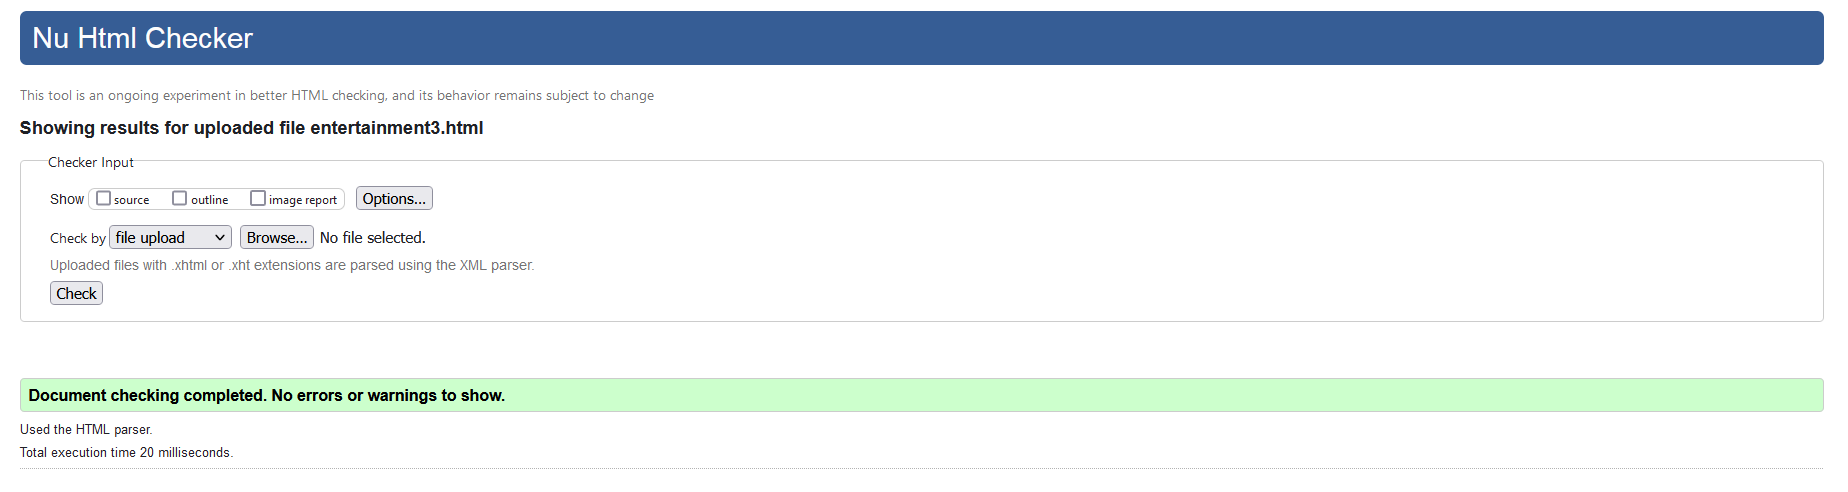 Nu Html Checker
This tool is an ongoing experiment in better HTML checking, and its behavior remains subject to change
Showing results for uploaded file entertainment3.html
Checker Input
Show source outline image report Options...
Check by file upload Browse... No file selected.
Uploaded files with .xhtml or .xht extensions are parsed using the XML parser.
Check
Document checking completed. No errors or warnings to show.
Used the HTML parser.
Total execution time 20 milliseconds.